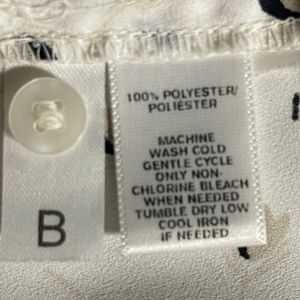 100% POLYESTER/
POLIÉSTER
MACHINE
WASH COLD
GENTLE CYCLE
ONLY NON-
CHLORINE BLEACH
WHEN NEEDED
TUMBLE DRY LOW
COOL IRON
IF NEEDED
B